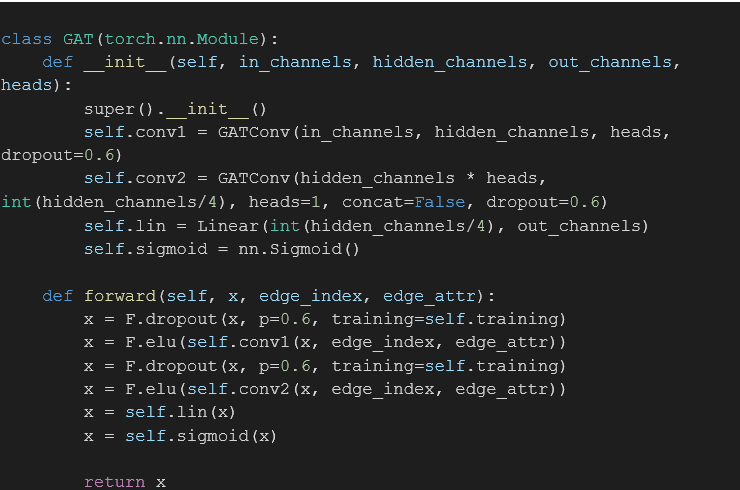 class GAT(torch.nn.Module):
    def __init__(self, in_channels, hidden_channels, out_channels,
heads):
        super().__init__()
        self.conv1 = GATConv(in_channels, hidden_channels, heads,
dropout=0.6)
        self.conv2 = GATConv(hidden_channels * heads,
int(hidden_channels/4), heads=1, concat=False, dropout=0.6)
        self.lin = Linear(int(hidden_channels/4), out_channels)
        self.sigmoid = nn.Sigmoid()

    def forward(self, x, edge_index, edge_attr):
        x = F.dropout(x, p=0.6, training=self.training)
        x = F.elu(self.conv1(x, edge_index, edge_attr))
        x = F.dropout(x, p=0.6, training=self.training)
        x = F.elu(self.conv2(x, edge_index, edge_attr))
        x = self.lin(x)
        x = self.sigmoid(x)

        return x